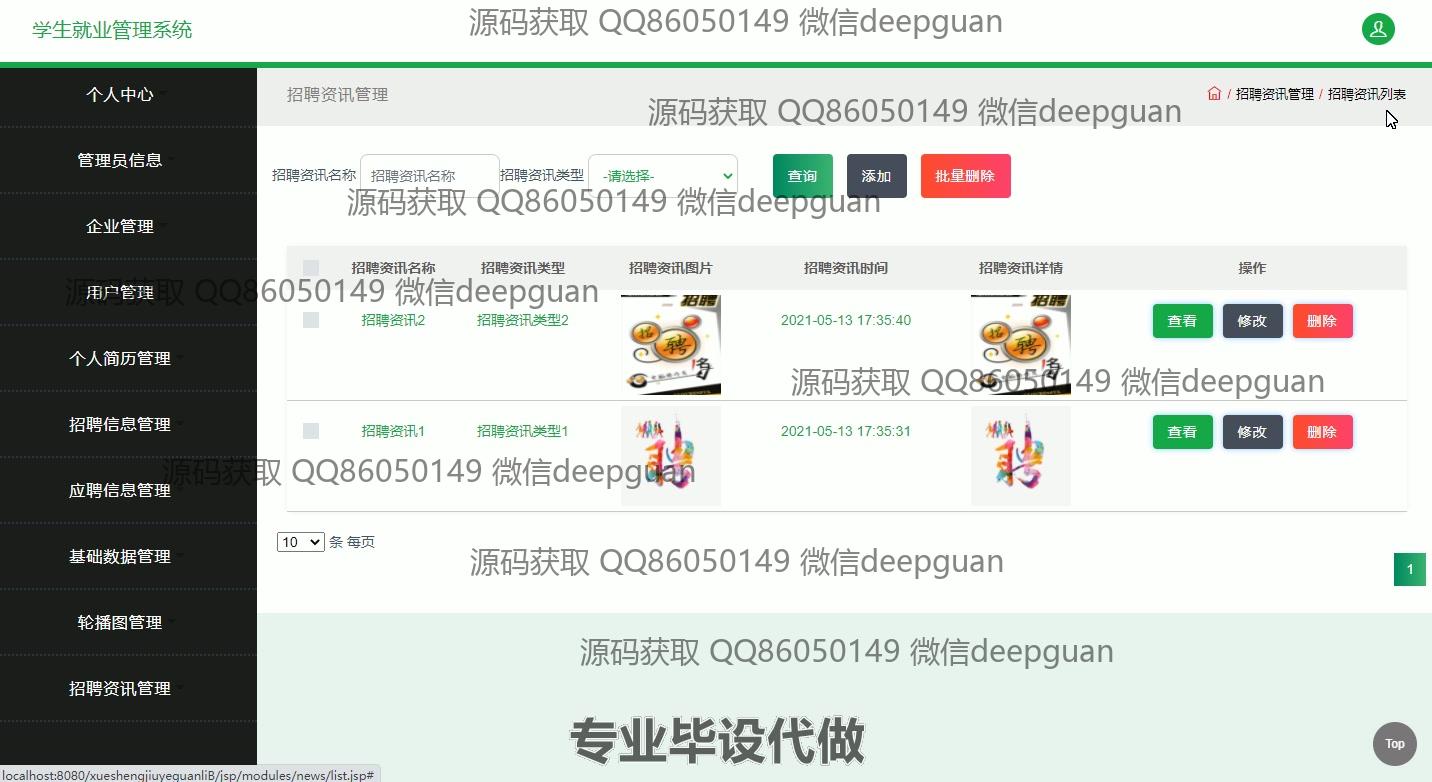 学生就业管理系统
源码获取 QQ86050149 微信deepguan
个人中心
招聘资讯管理
/ 招聘资讯管理 / 招聘资讯列表
源码获取 QQ86050149 微信deepguan
管理员信息
招聘资讯名称 招聘资讯名称 招聘资讯类型 -请选择- 查询 添加 批量删除
源码获取 QQ86050149 微信deepguan
企业管理
招聘资讯名称 招聘资讯类型 招聘资讯图片 招聘资讯时间 招聘资讯详情 操作
用户管理
源码获取 QQ86050149 微信deepguan
招聘资讯2 招聘资讯类型2 2021-05-13 17:35:40 查看 修改 删除
招聘
招聘
招聘
招聘
个人简历管理
源码获取 QQ86050149 微信deepguan
招聘信息管理
招聘资讯1 招聘资讯类型1 2021-05-13 17:35:31 查看 修改 删除
聘
聘
源码获取 QQ86050149 微信deepguan
应聘信息管理
10 条 每页
基础数据管理
源码获取 QQ86050149 微信deepguan
1
轮播图管理
源码获取 QQ86050149 微信deepguan
招聘资讯管理
专业毕设代做
Top
localhost:8080/xueshengjiuyeguanliB/jsp/modules/news/list.jsp#